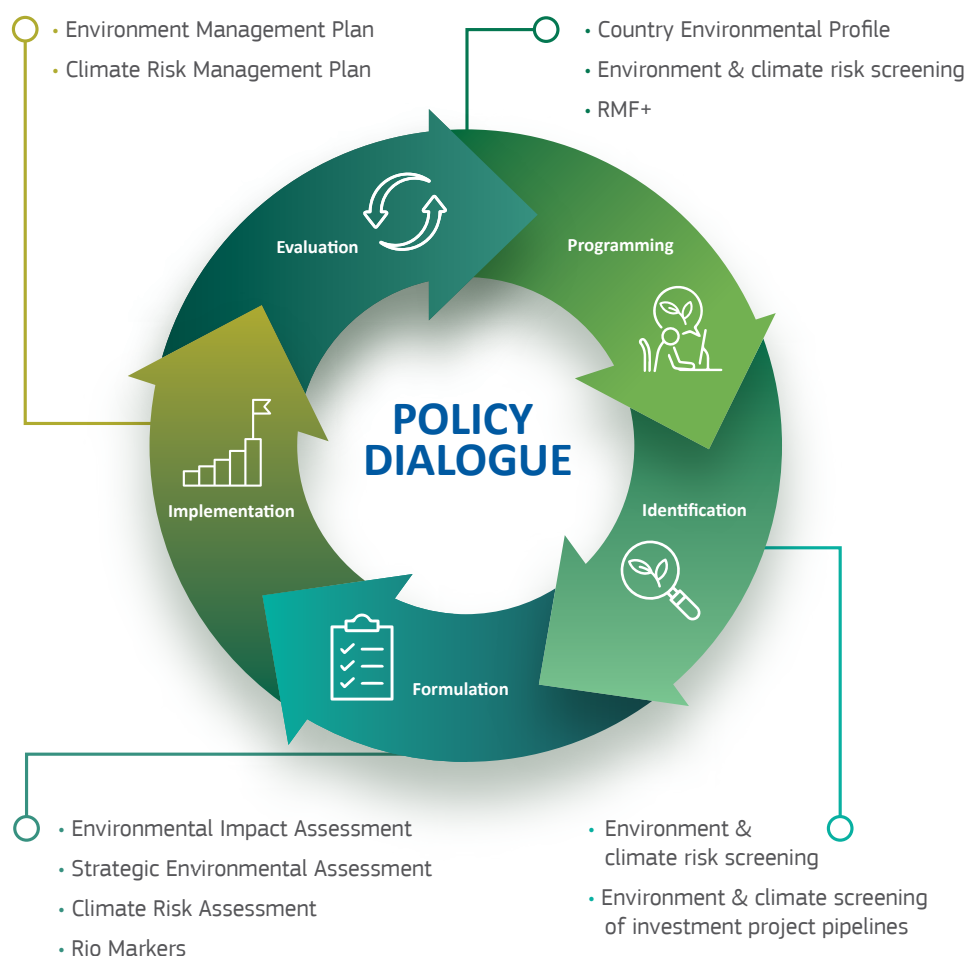 • Environment Management Plan
• Climate Risk Management Plan
• Country Environmental Profile
• Environment & climate risk screening
• RMF+
Evaluation
Programming
POLICY
DIALOGUE
Implementation
Identification
Formulation
• Environmental Impact Assessment
• Strategic Environmental Assessment
• Climate Risk Assessment
• Rio Markers
• Environment &
climate risk screening
• Environment & climate screening
of investment project pipelines